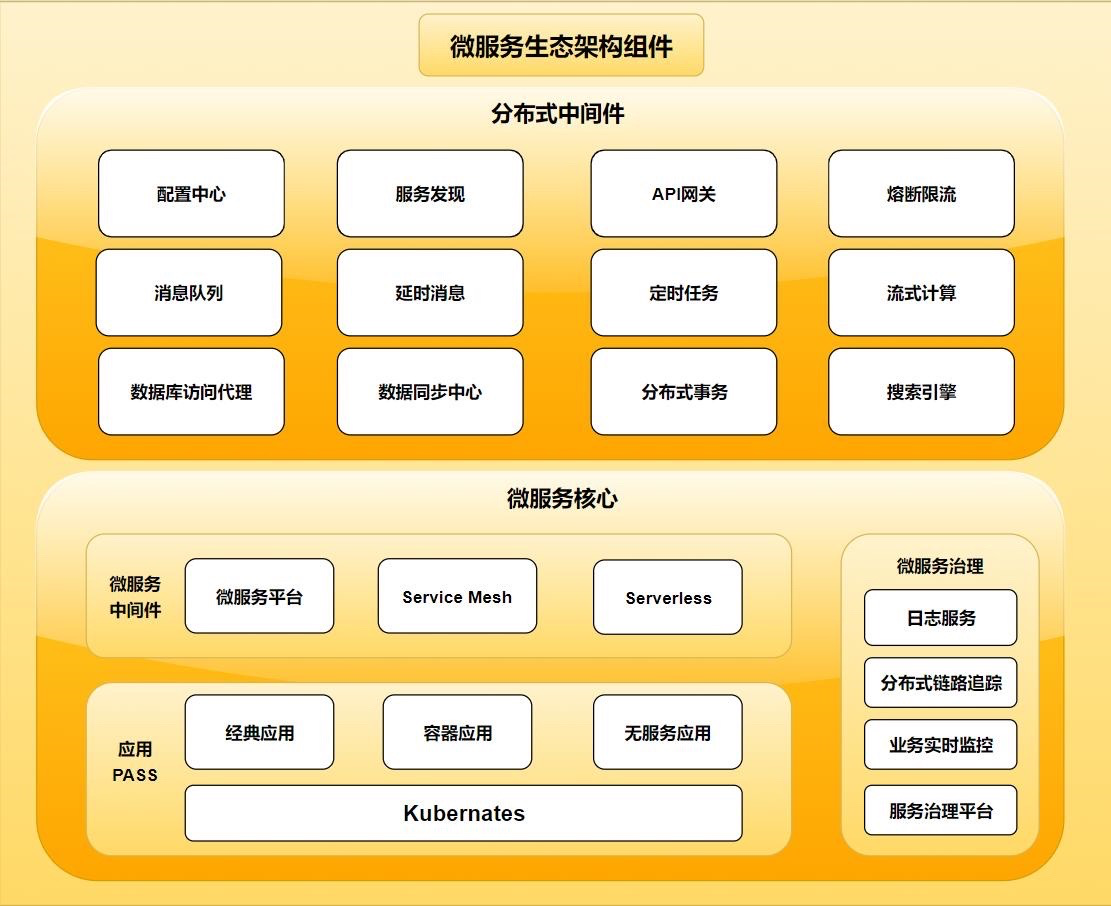 微服务生态架构组件
分布式中间件
配置中心
服务发现
API网关
熔断限流
消息队列
延时消息
定时任务
流式计算
数据库访问代理
数据同步中心
分布式事务
搜索引擎
微服务核心
微服务
中间件
微服务平台
Service Mesh
Serverless
应用
PASS
经典应用
容器应用
无服务应用
Kubernates
微服务治理
日志服务
分布式链路追踪
业务实时监控
服务治理平台